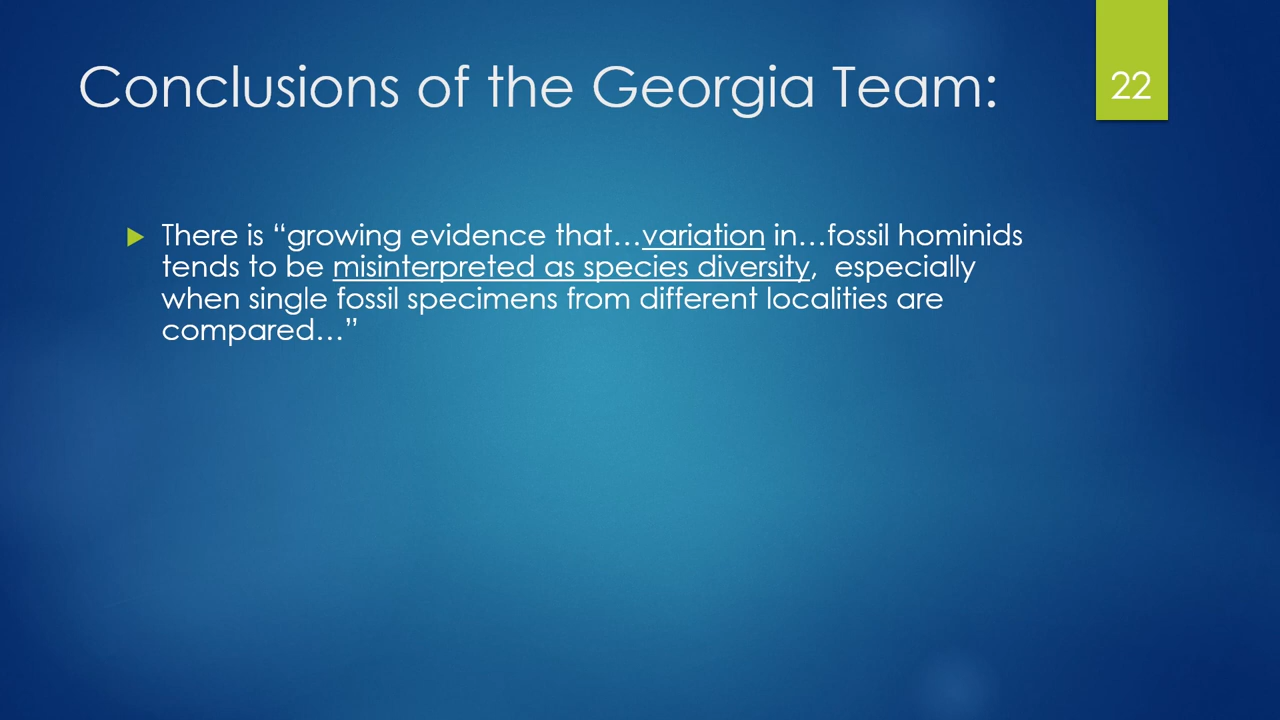 Conclusions of the Georgia Team:
22
There is “growing evidence that…variation in…fossil hominids
tends to be misinterpreted as species diversity,  especially
when single fossil specimens from different localities are
compared…”